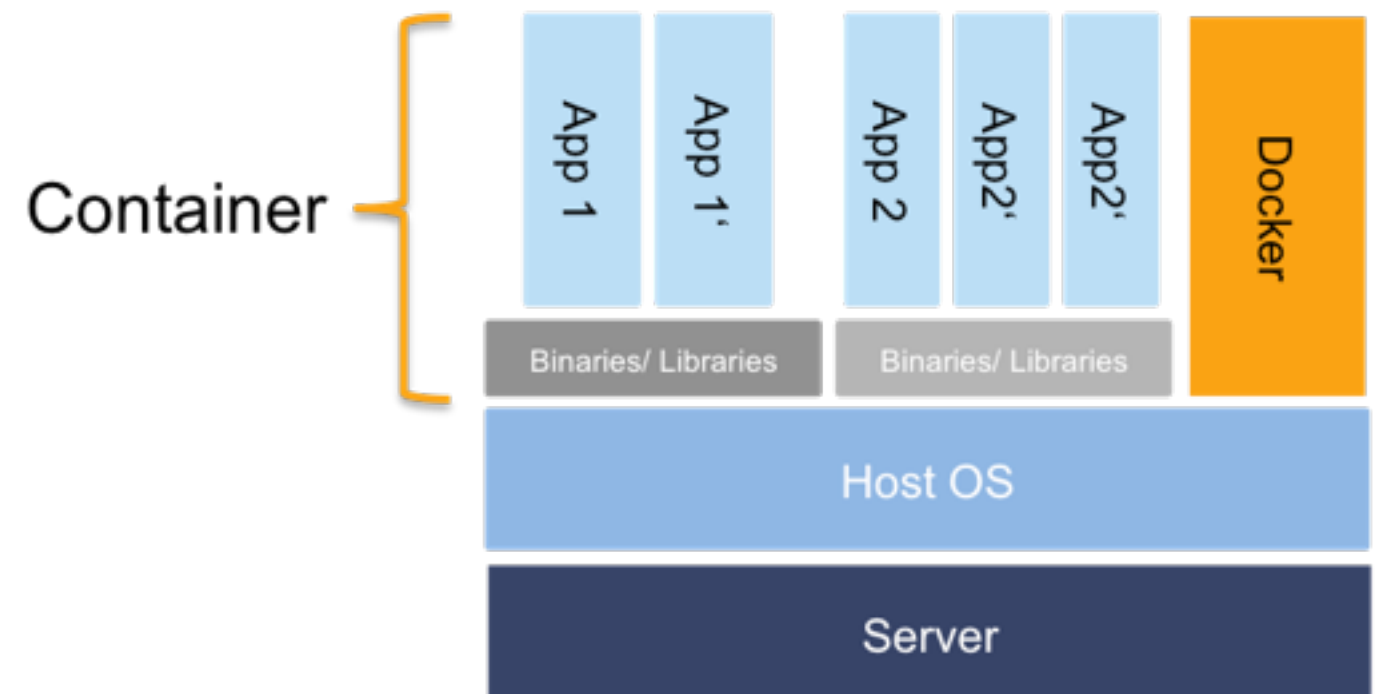 Container
App 1
App 1‘
App 2
App2‘
App2‘
Docker
Binaries/ Libraries
Binaries/ Libraries
Host OS
Server